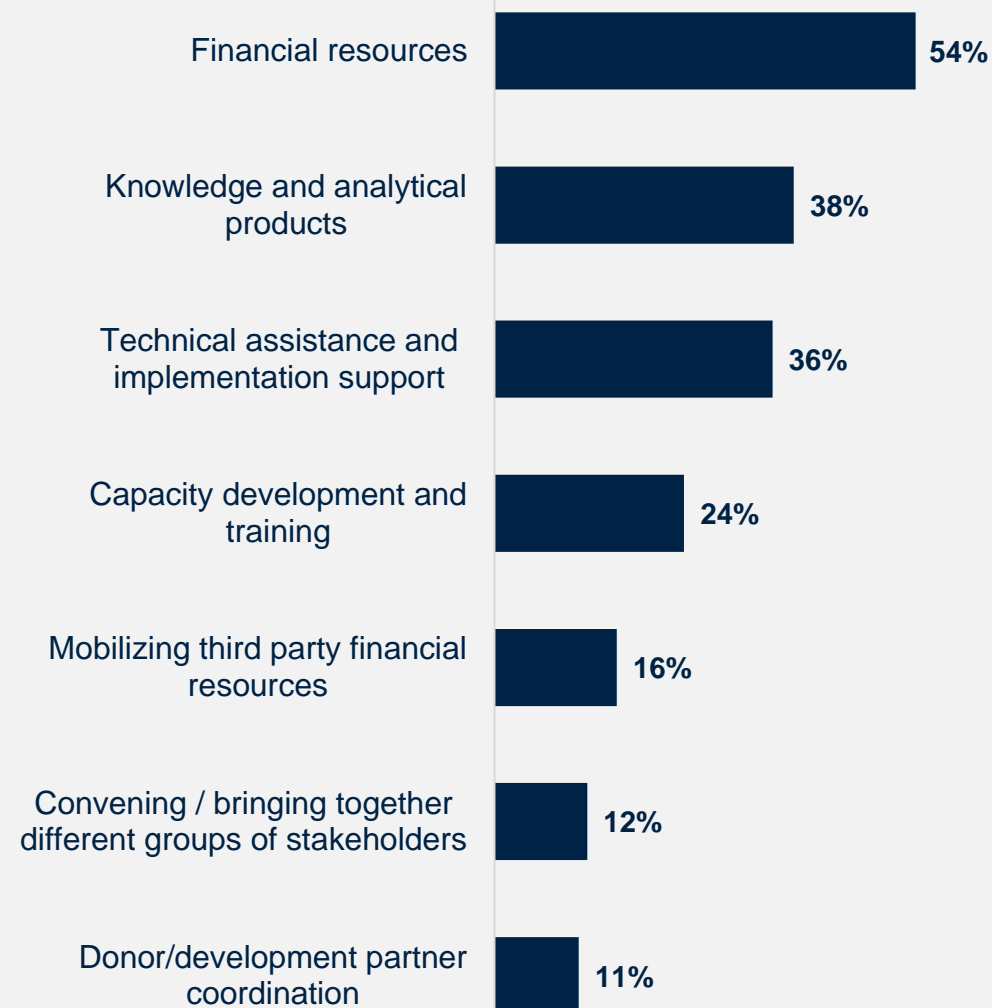 Financial resources
54%
Knowledge and analytical
products
38%
Technical assistance and
implementation support
36%
Capacity development and
training
24%
Mobilizing third party financial
resources
16%
Convening / bringing together
different groups of stakeholders
12%
Donor/development partner
coordination
11%